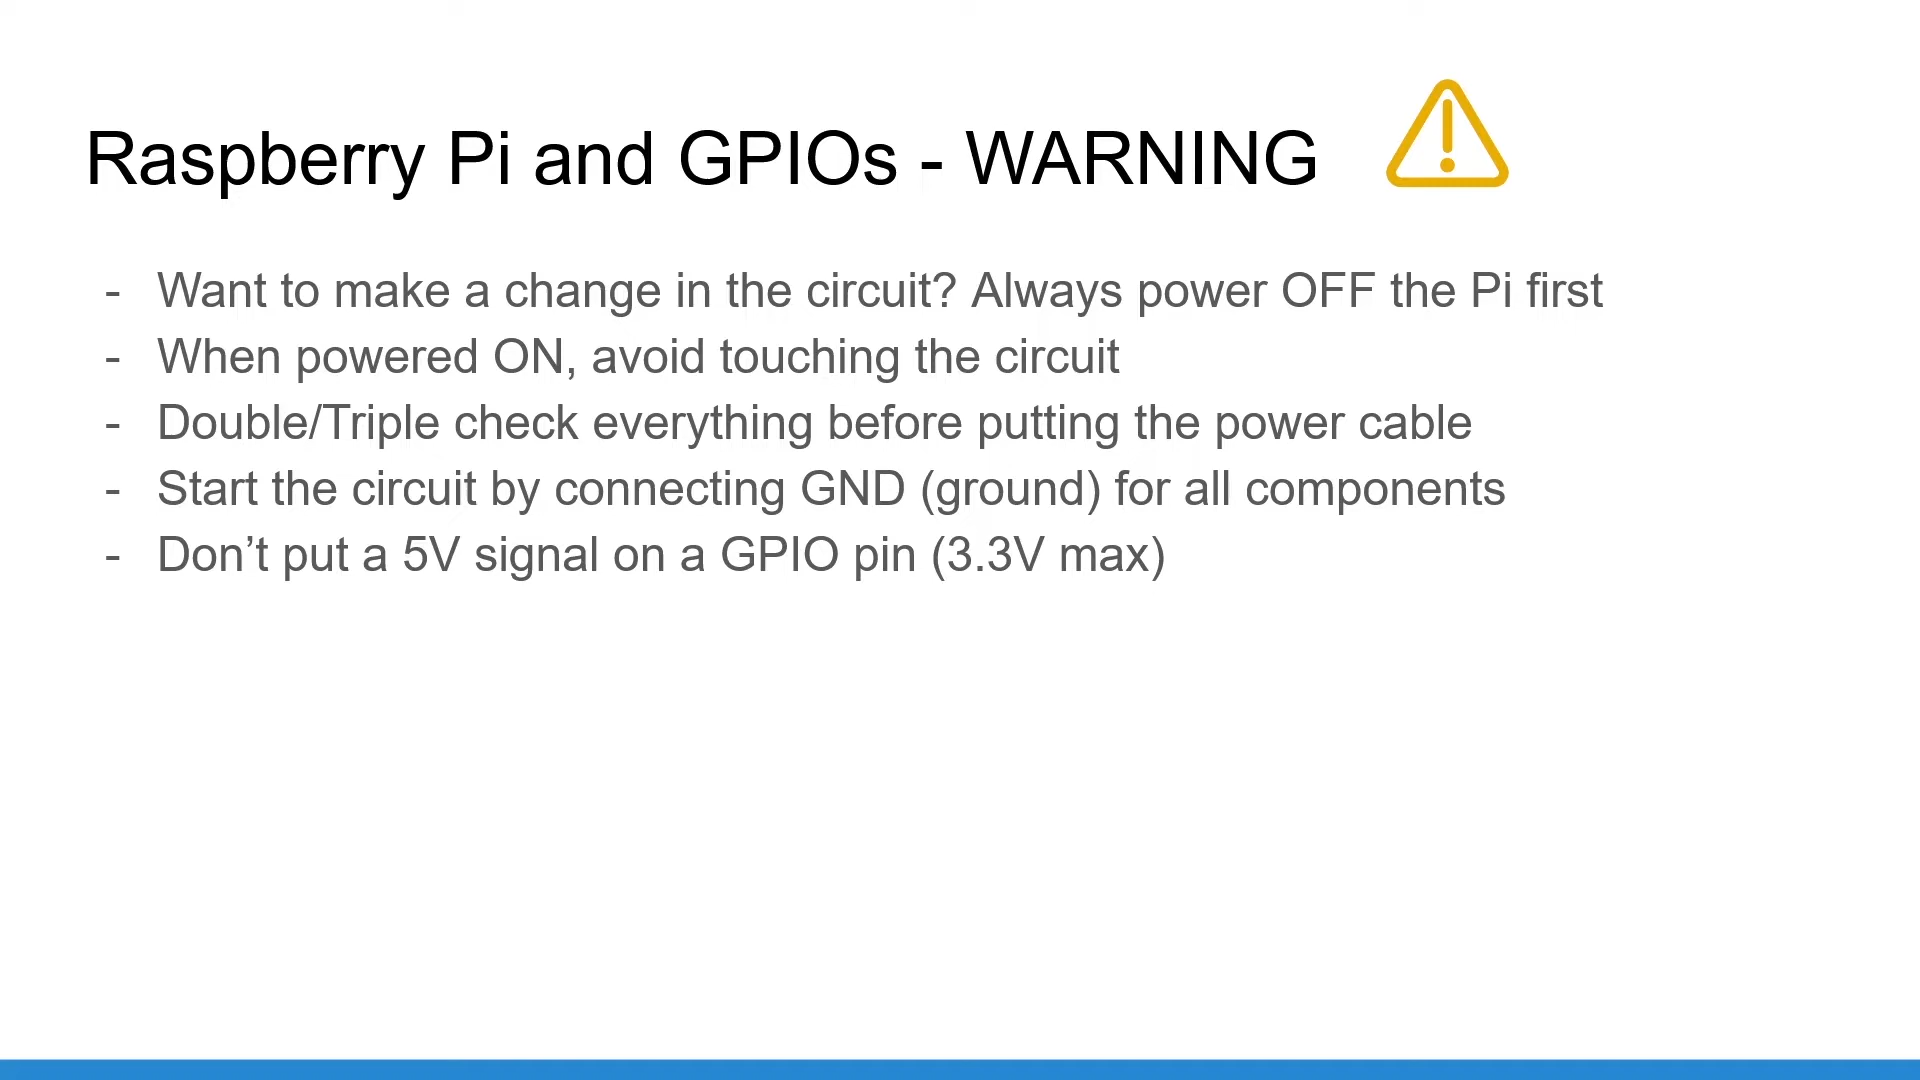 Raspberry Pi and GPIOs - WARNING
- Want to make a change in the circuit? Always power OFF the Pi first
- When powered ON, avoid touching the circuit
- Double/Triple check everything before putting the power cable
- Start the circuit by connecting GND (ground) for all components
- Don’t put a 5V signal on a GPIO pin (3.3V max)